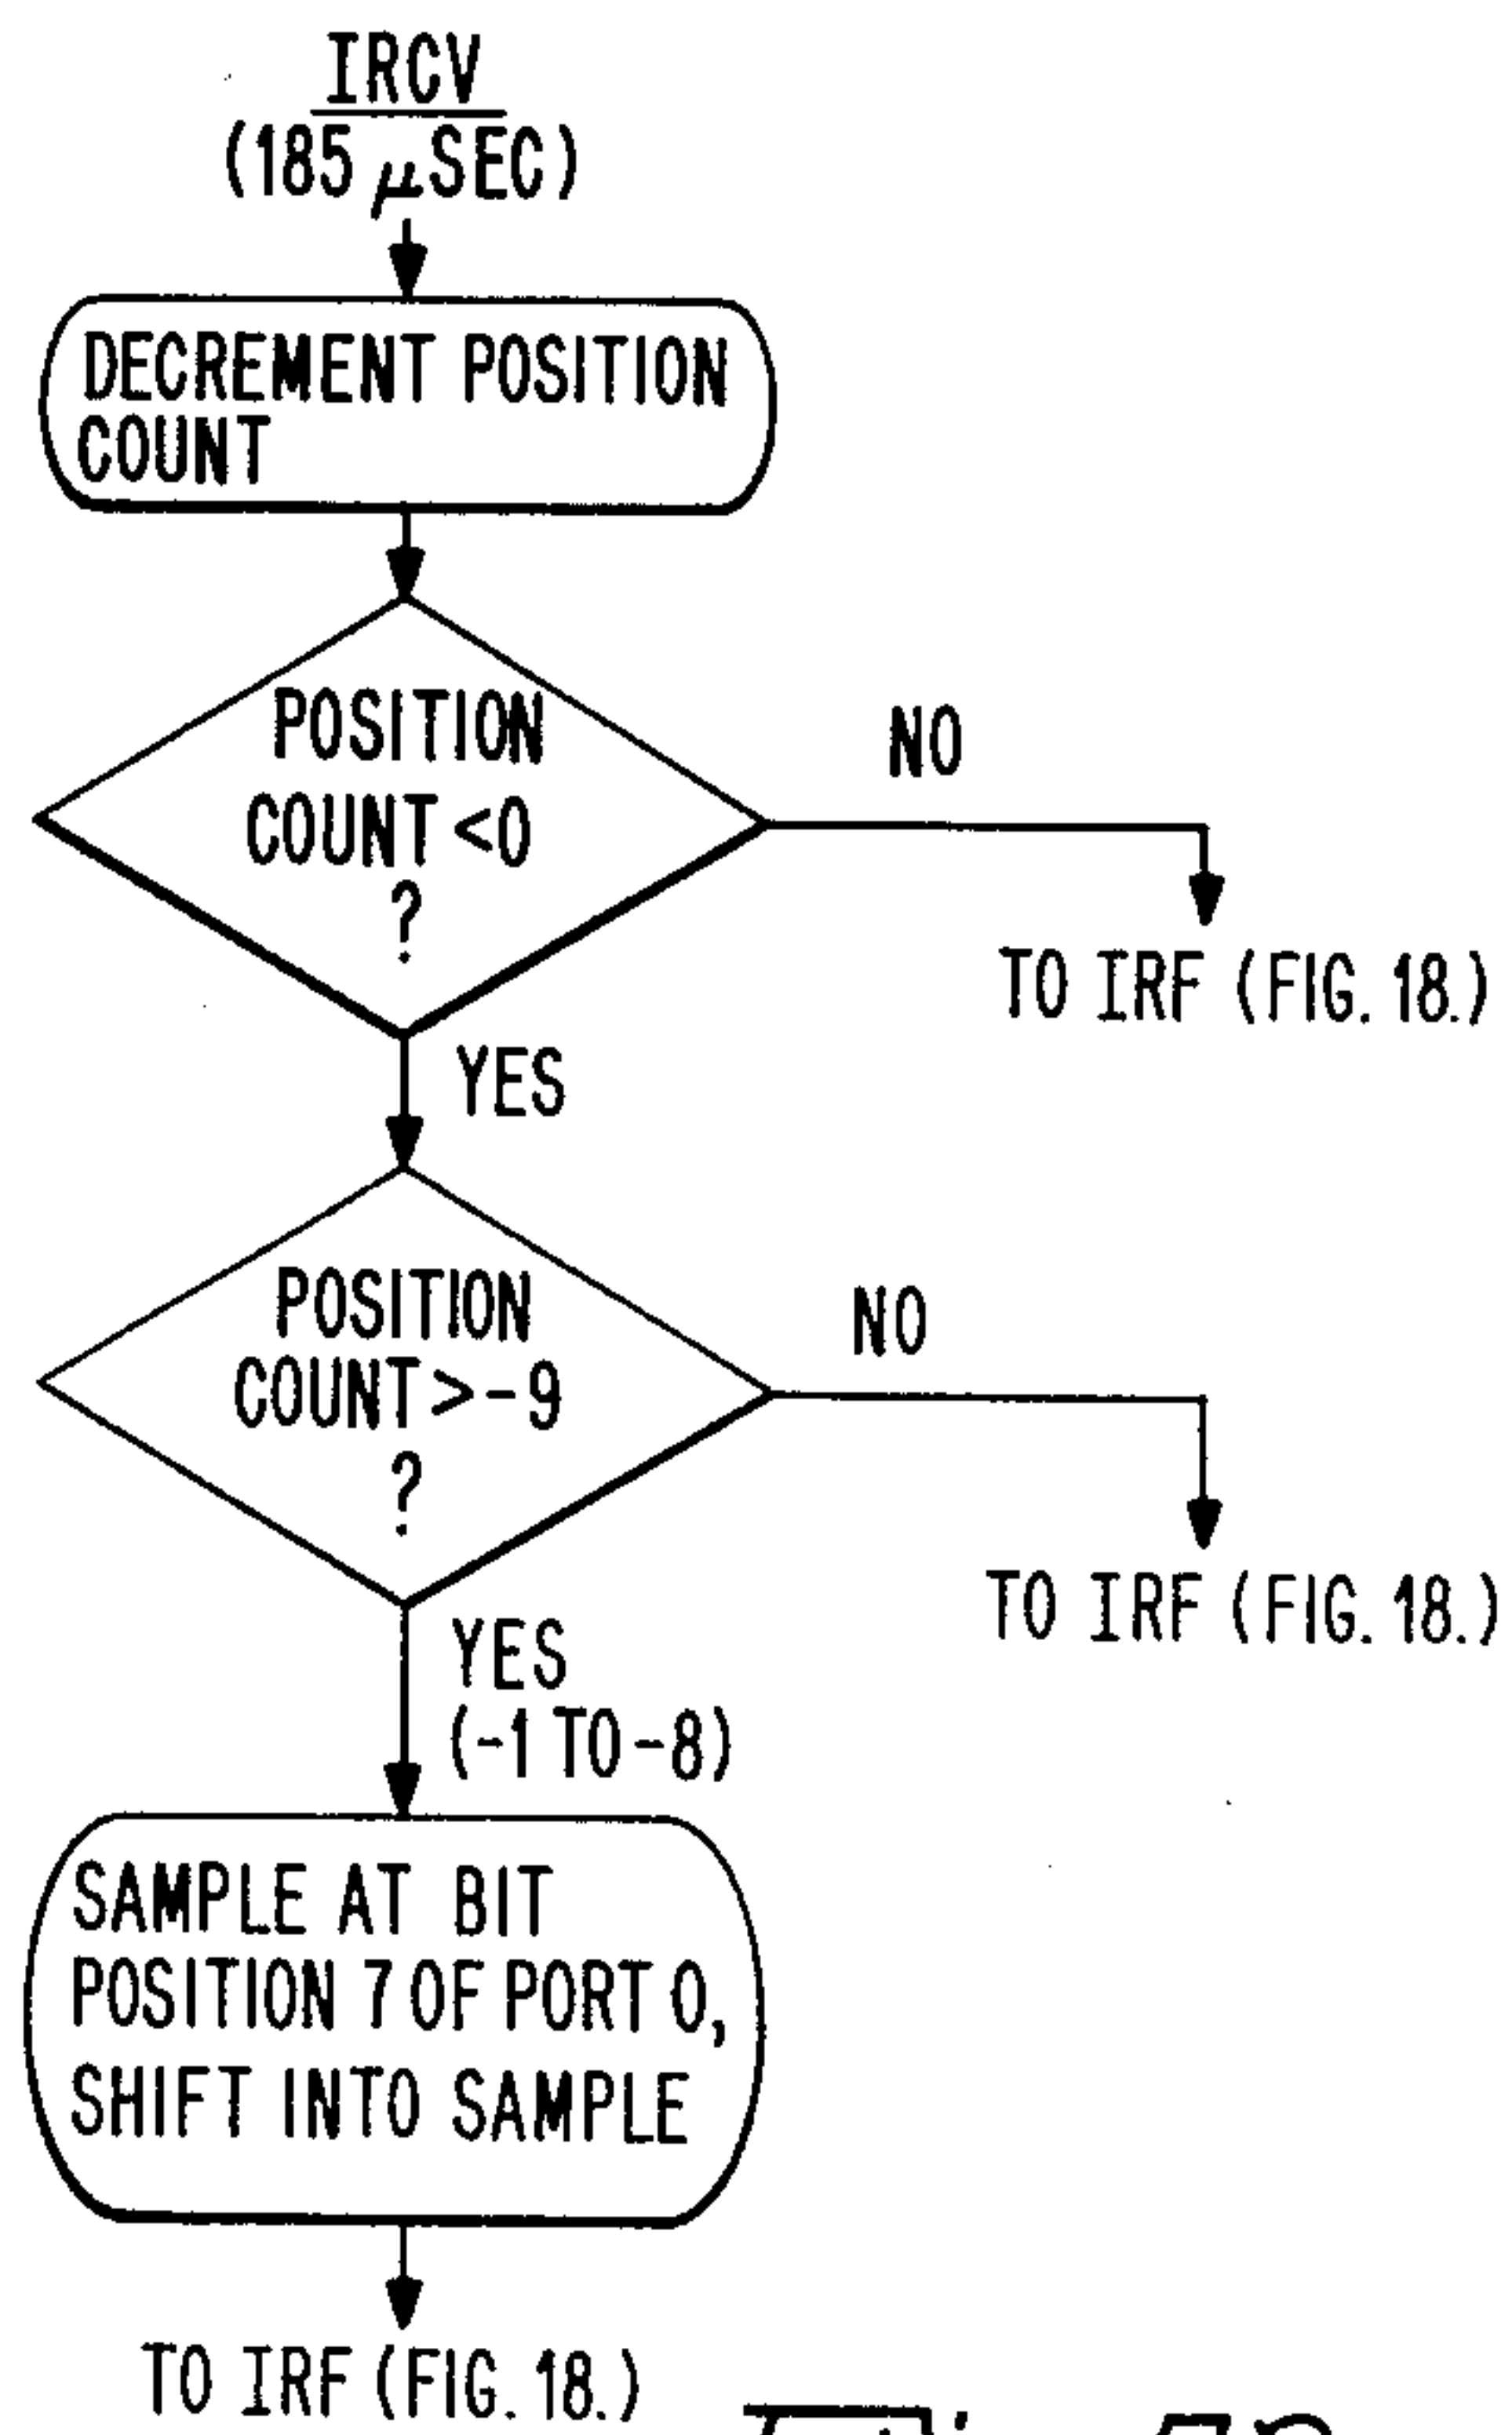 IRCV
(185 μSEC)
DECREMENT POSITION
COUNT
POSITION
COUNT <0
?
NO
TO IRF (FIG. 18.)
YES
POSITION
COUNT >-9
?
NO
TO IRF (FIG. 18.)
YES
(-1 TO -8)
SAMPLE AT BIT
POSITION 7 OF PORT 0,
SHIFT INTO SAMPLE
TO IRF (FIG. 18.)